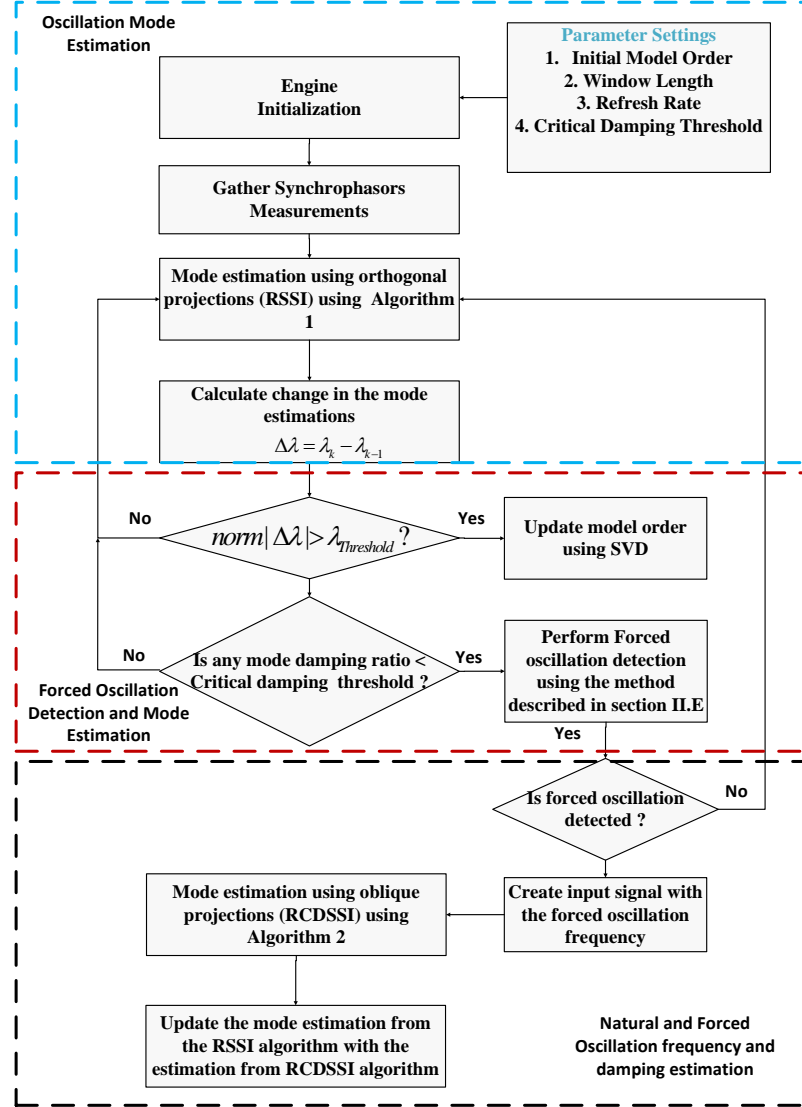 Oscillation Mode
Estimation
Parameter Settings
1. Initial Model Order
2. Window Length
3. Refresh Rate
4. Critical Damping Threshold
Engine
Initialization
Gather Synchrophasors
Measurements
Mode estimation using orthogonal
projections (RSSI) using Algorithm
1
Calculate change in the mode
estimations
Δλ = λ_k − λ_{k−1}
No
norm|Δλ|>λ_{Threshold} ?
Yes
Update model order
using SVD
No
Is any mode damping ratio <
Critical damping threshold ?
Yes
Perform Forced
oscillation detection
using the method
described in section II.E
Forced Oscillation
Detection and Mode
Estimation
Yes
Is forced oscillation
detected ?
No
Create input signal with
the forced oscillation
frequency
Mode estimation using oblique
projections (RCDSSI) using
Algorithm 2
Update the mode estimation from
the RSSI algorithm with the
estimation from RCDSSI algorithm
Natural and Forced
Oscillation frequency and
damping estimation